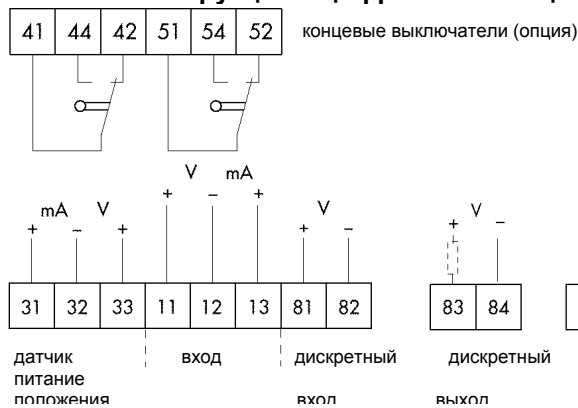 41 44 42 51 54 52 концевые выключатели (опция)
V mA
+ − +
mA V V V
+ − + + − + −
31 32 33 11 12 13 81 82 83 84
датчик вход дискретный дискретный
питание
положения вход выход